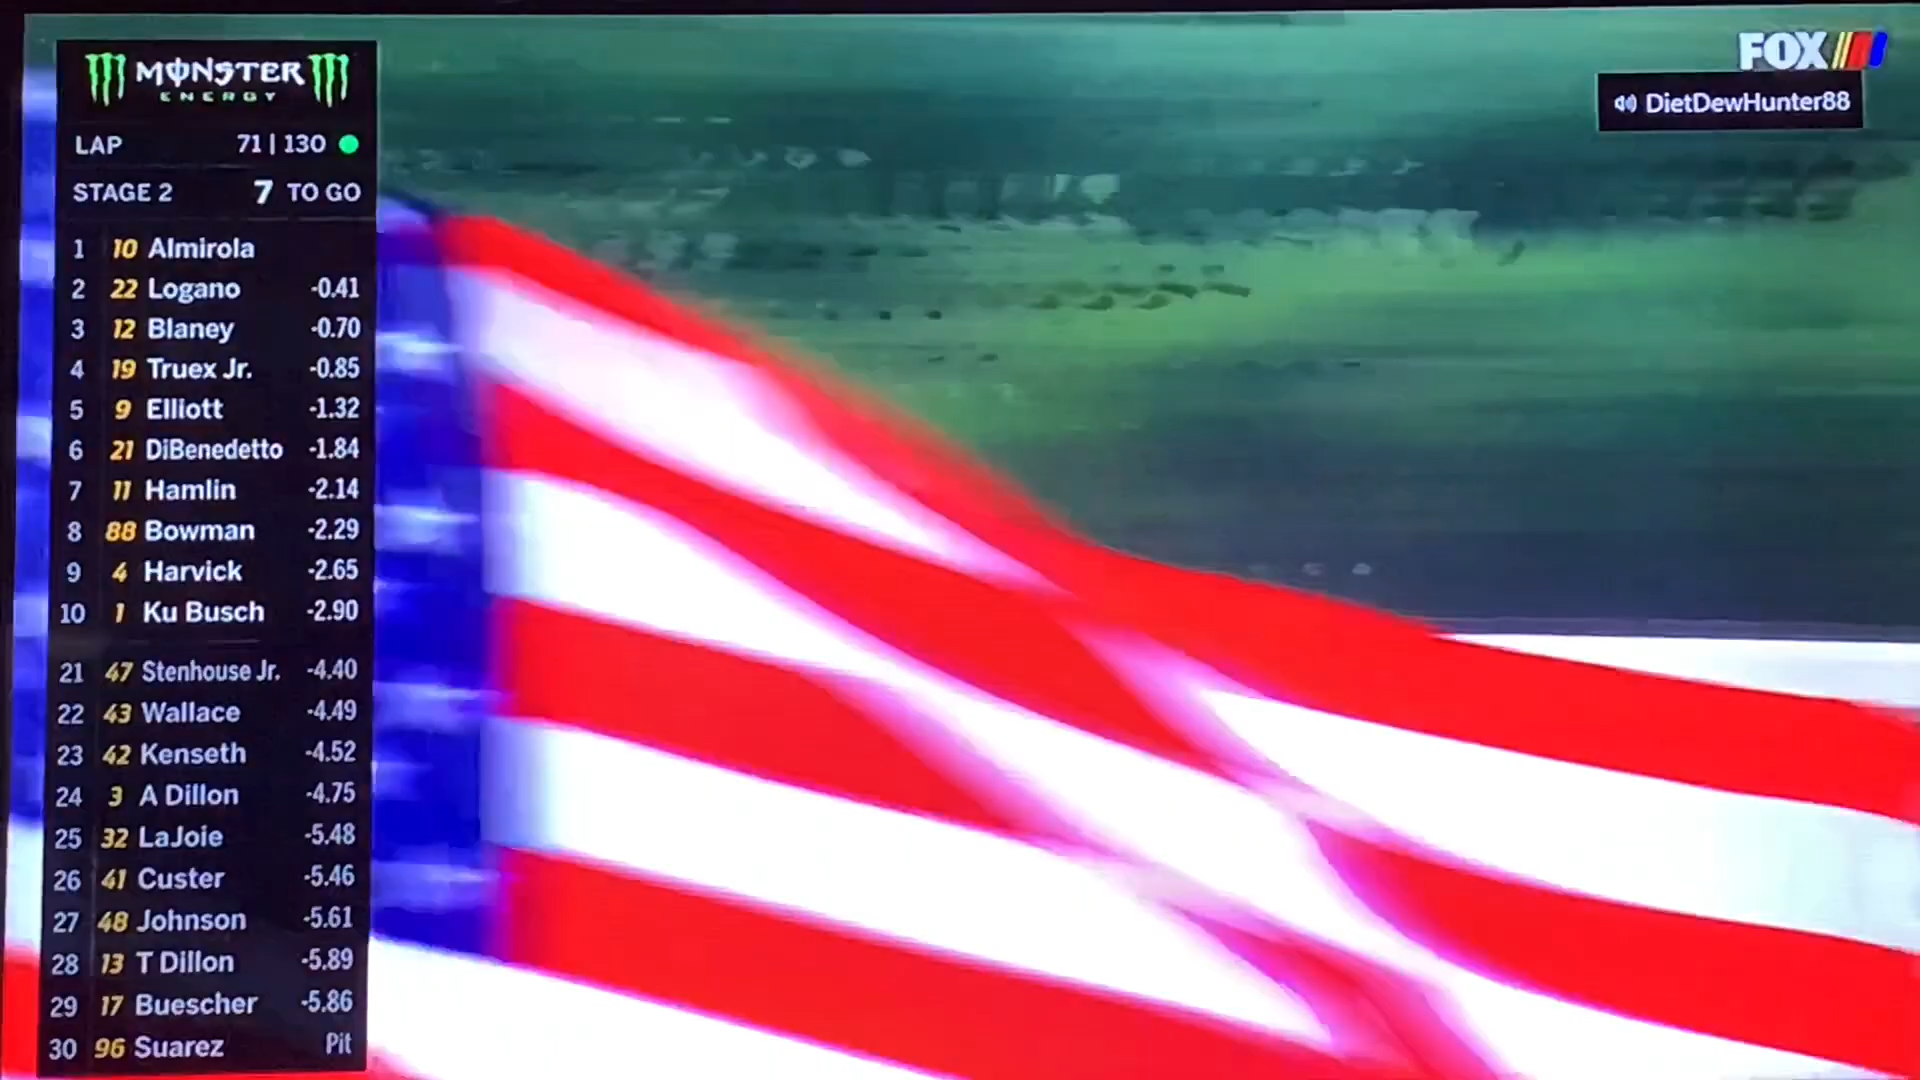 MONSTER
ENERGY
FOX
DietDewHunter88
LAP 71 | 130
STAGE 2 7 TO GO
1 10 Almirola
2 22 Logano -0.41
3 12 Blaney -0.70
4 19 Truex Jr. -0.85
5 9 Elliott -1.32
6 21 DiBenedetto -1.84
7 11 Hamlin -2.14
8 88 Bowman -2.29
9 4 Harvick -2.65
10 1 Ku Busch -2.90
21 47 Stenhouse Jr. -4.40
22 43 Wallace -4.49
23 42 Kenseth -4.52
24 3 A Dillon -4.75
25 32 LaJoie -5.48
26 41 Custer -5.46
27 48 Johnson -5.61
28 13 T Dillon -5.89
29 17 Buescher -5.86
30 96 Suarez Pit